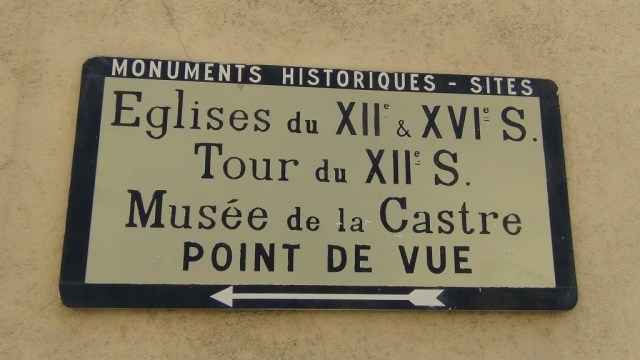 MONUMENTS HISTORIQUES - SITES
Eglises du XIIe & XVIe S.
Tour du XIIe S.
Musée de la Castre
POINT DE VUE